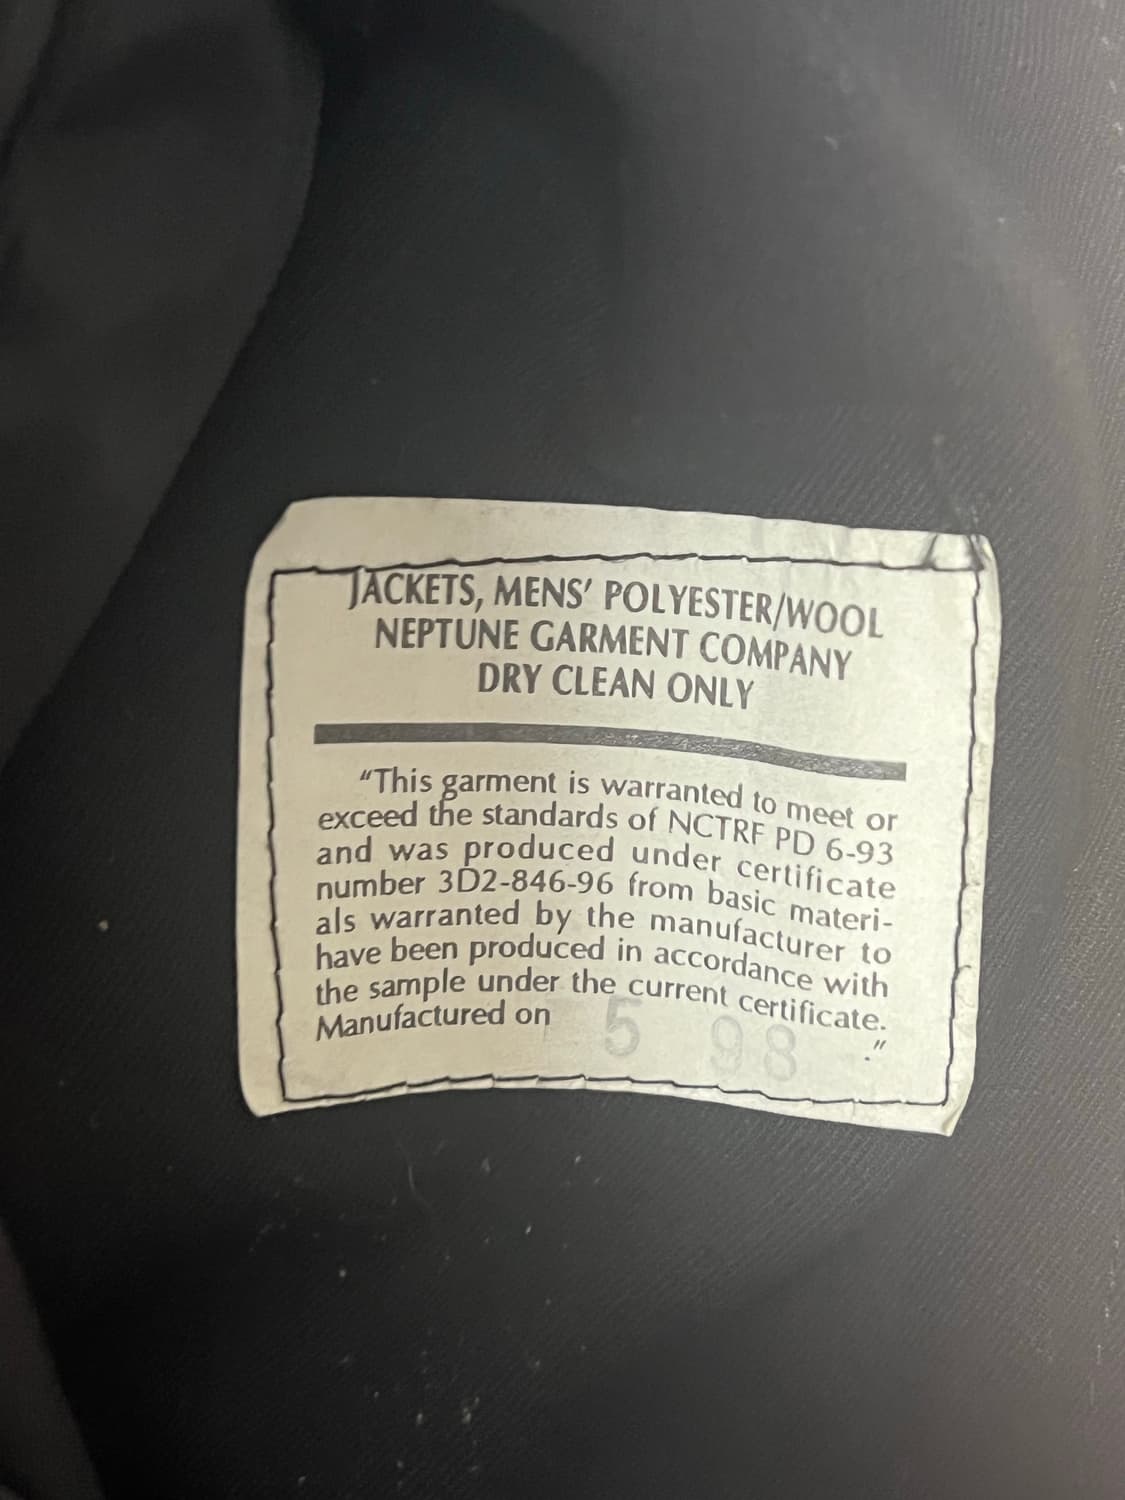 JACKETS, MENS' POLYESTER/WOOL
NEPTUNE GARMENT COMPANY
DRY CLEAN ONLY
"This garment is warranted to meet or
exceed the standards of NCTRF PD 6-93
and was produced under certificate
number 3D2-846-96 from basic materi-
als warranted by the manufacturer to
have been produced in accordance with
the sample under the current certificate.
Manufactured on 5 98 ."